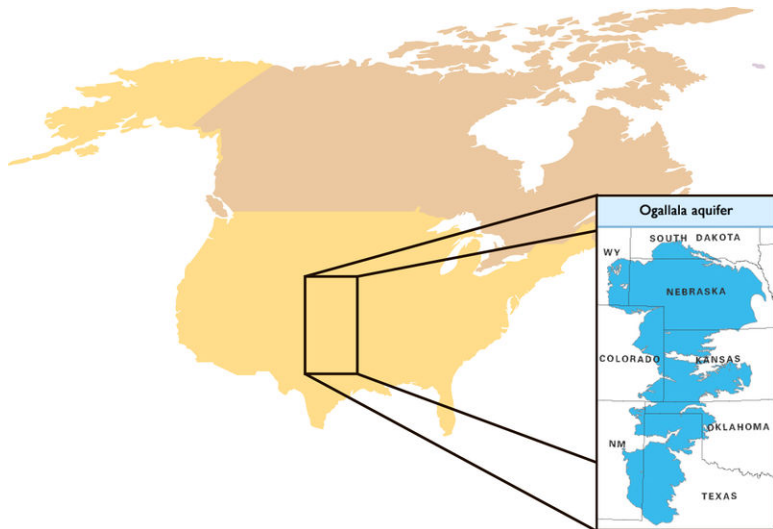 Ogallala aquifer
SOUTH DAKOTA
WY
NEBRASKA
COLORADO
KANSAS
OKLAHOMA
NM
TEXAS